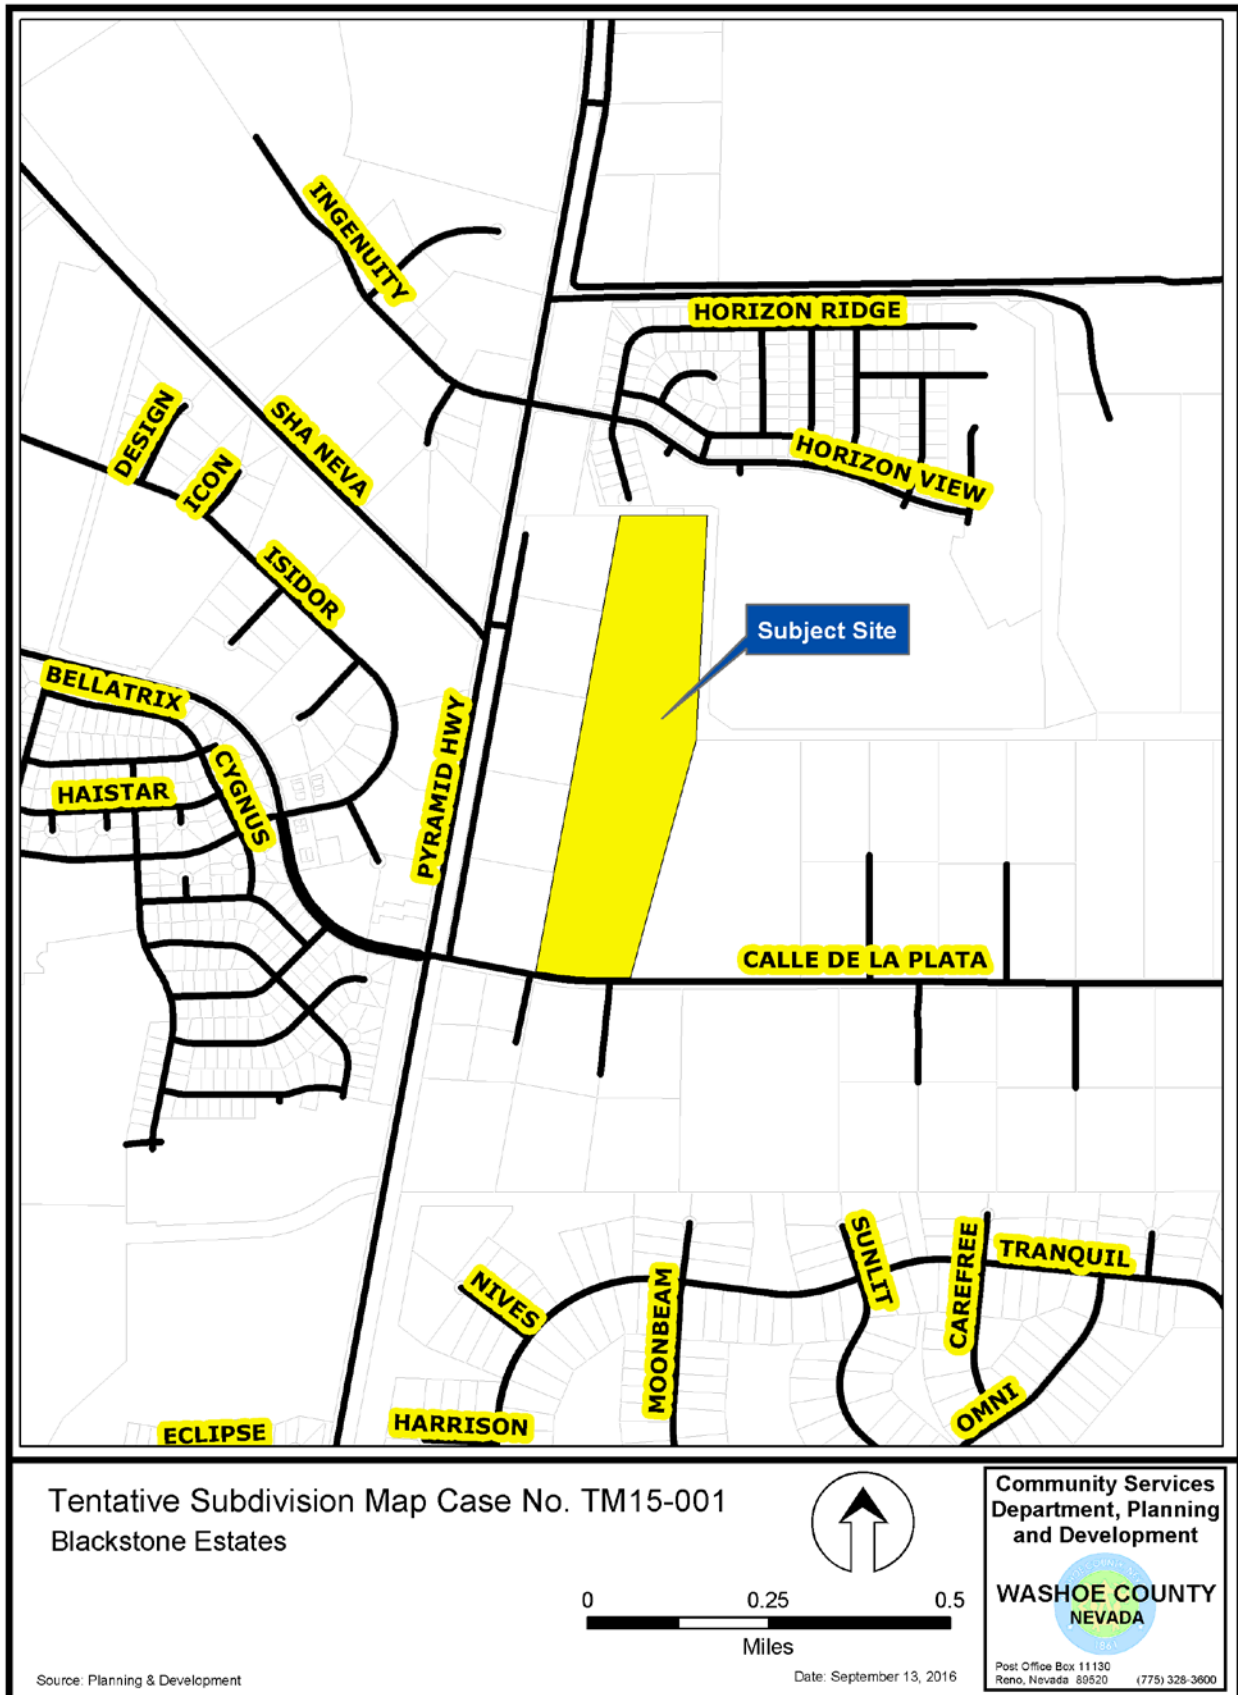 INGENUITY
HORIZON RIDGE
DESIGN
SHA NEVA
ICON
HORIZON VIEW
ISIDOR
Subject Site
BELLATRIX
PYRAMID HWY
CYGNUS
HAISTAR
CALLE DE LA PLATA
SUNLIT
CAREFREE
TRANQUIL
NIVES
MOONBEAM
OMNI
HARRISON
ECLIPSE
Tentative Subdivision Map Case No. TM15-001
Blackstone Estates
0 0.25 0.5
Miles
Source: Planning & Development
Date: September 13, 2016
Community Services
Department, Planning
and Development
WASHOE COUNTY
NEVADA
1861
Post Office Box 11130
Reno, Nevada 89520 (775) 328-3600